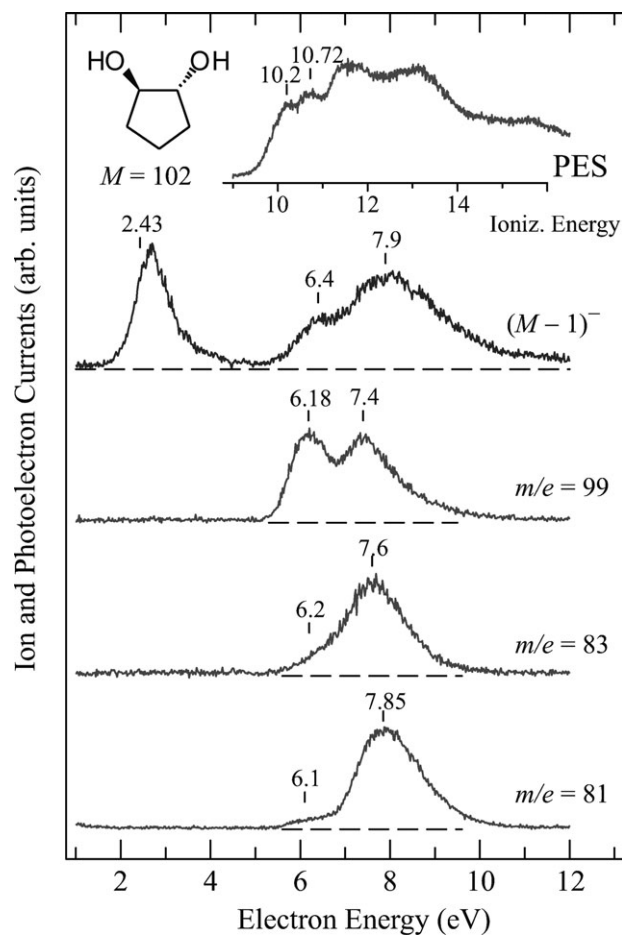 HO
OH
M = 102
10.2
10.72
PES
10
12
14
Ioniz. Energy
2.43
6.4
7.9
(M – 1)⁻
6.18
7.4
m/e = 99
6.2
7.6
m/e = 83
6.1
7.85
m/e = 81
2
4
6
8
10
12
Electron Energy (eV)
Ion and Photoelectron Currents (arb. units)